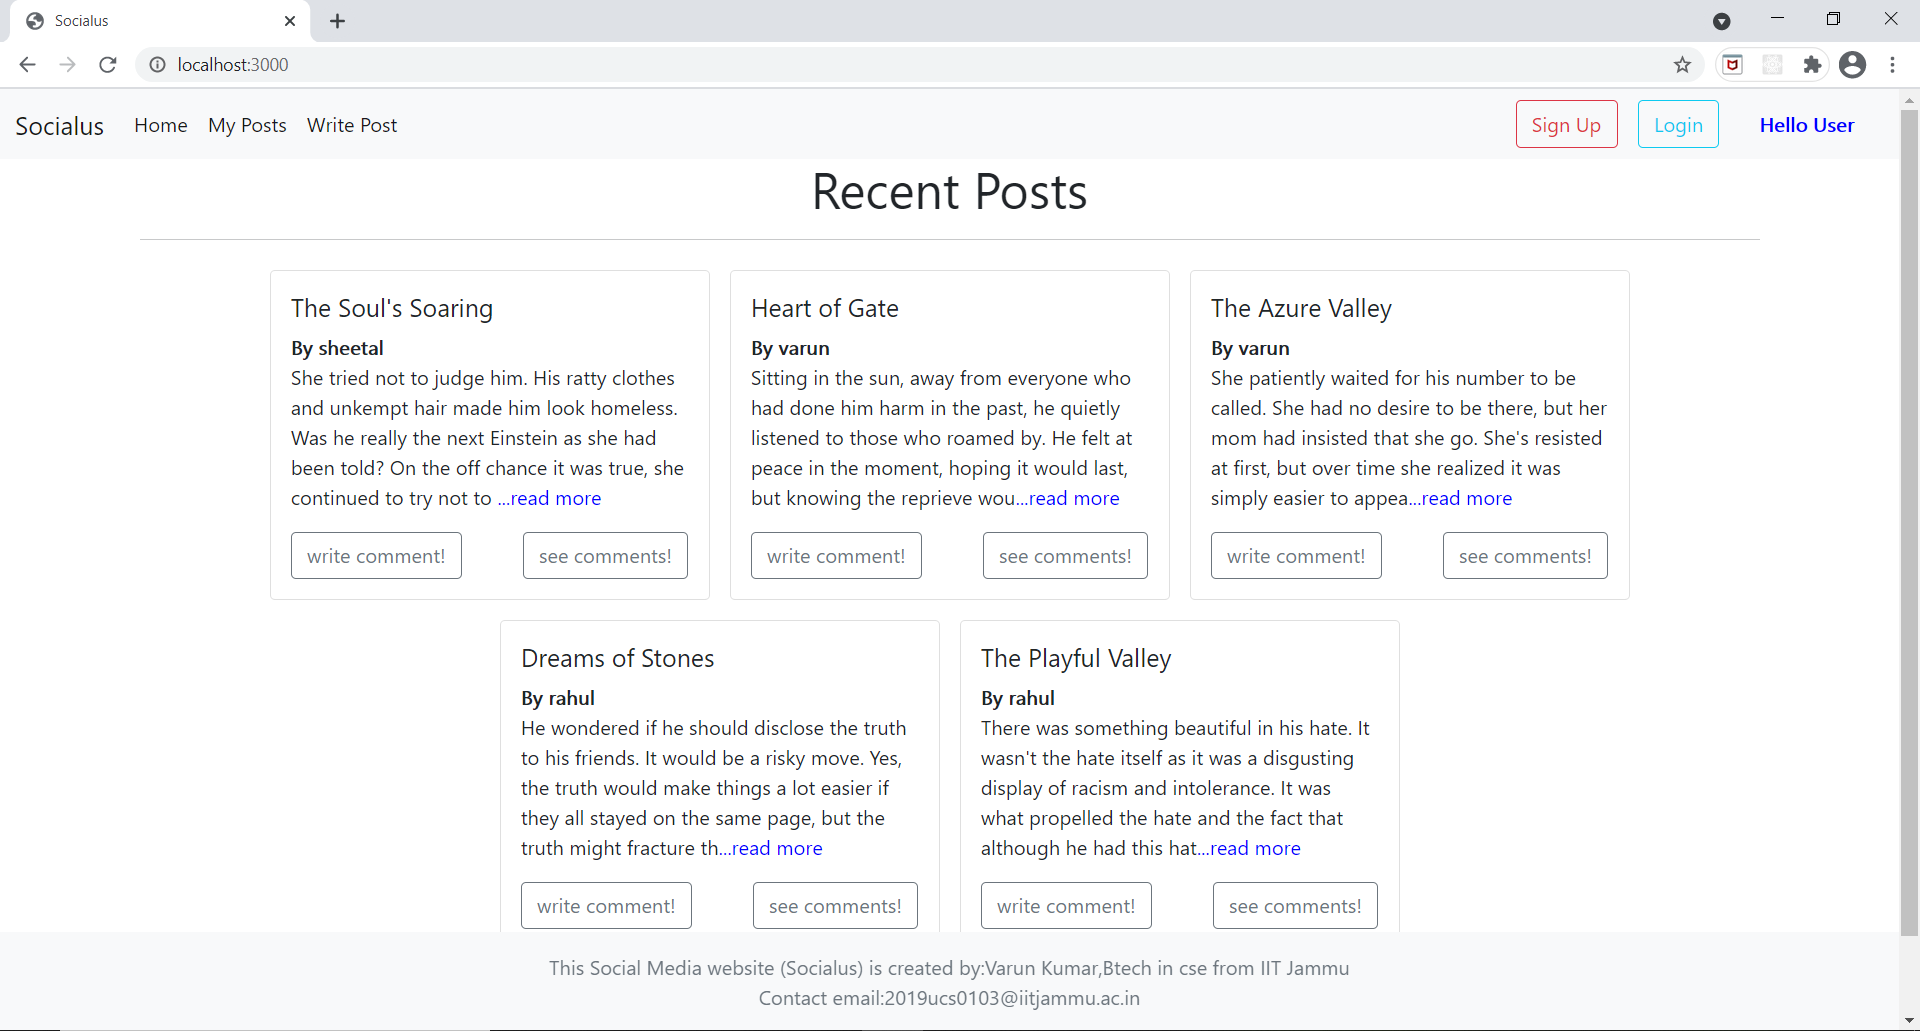 Socialus
localhost:3000
Socialus Home My Posts Write Post Sign Up Login Hello User
Recent Posts
The Soul's Soaring
By sheetal
She tried not to judge him. His ratty clothes
and unkempt hair made him look homeless.
Was he really the next Einstein as she had
been told? On the off chance it was true, she
continued to try not to ...read more
write comment! see comments!
Heart of Gate
By varun
Sitting in the sun, away from everyone who
had done him harm in the past, he quietly
listened to those who roamed by. He felt at
peace in the moment, hoping it would last,
but knowing the reprieve wou...read more
write comment! see comments!
The Azure Valley
By varun
She patiently waited for his number to be
called. She had no desire to be there, but her
mom had insisted that she go. She's resisted
at first, but over time she realized it was
simply easier to appea...read more
write comment! see comments!
Dreams of Stones
By rahul
He wondered if he should disclose the truth
to his friends. It would be a risky move. Yes,
the truth would make things a lot easier if
they all stayed on the same page, but the
truth might fracture th...read more
write comment! see comments!
The Playful Valley
By rahul
There was something beautiful in his hate. It
wasn't the hate itself as it was a disgusting
display of racism and intolerance. It was
what propelled the hate and the fact that
although he had this hat...read more
write comment! see comments!
This Social Media website (Socialus) is created by:Varun Kumar,Btech in cse from IIT Jammu
Contact email:2019ucs0103@iitjammu.ac.in